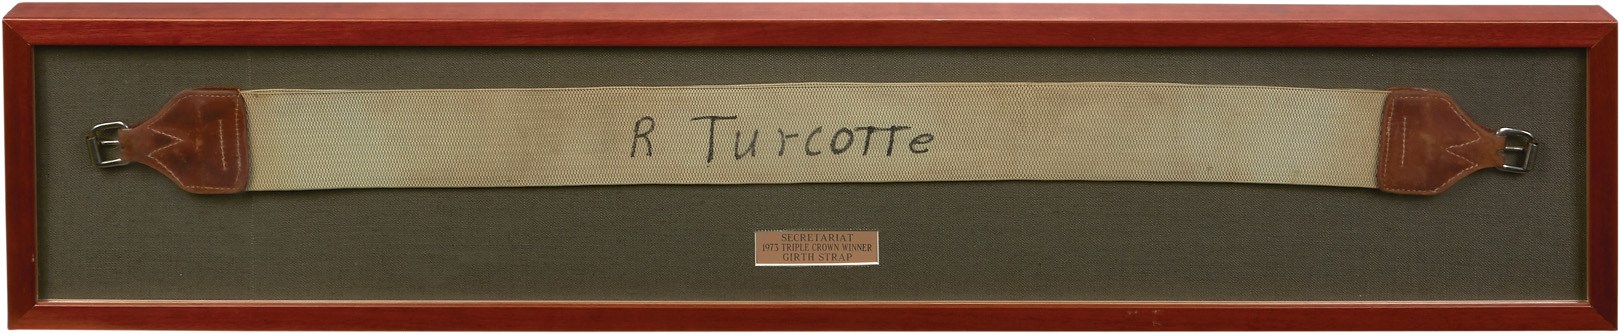 R Turcotte
SECRETARIAT
1973 TRIPLE CROWN WINNER
GIRTH STRAP